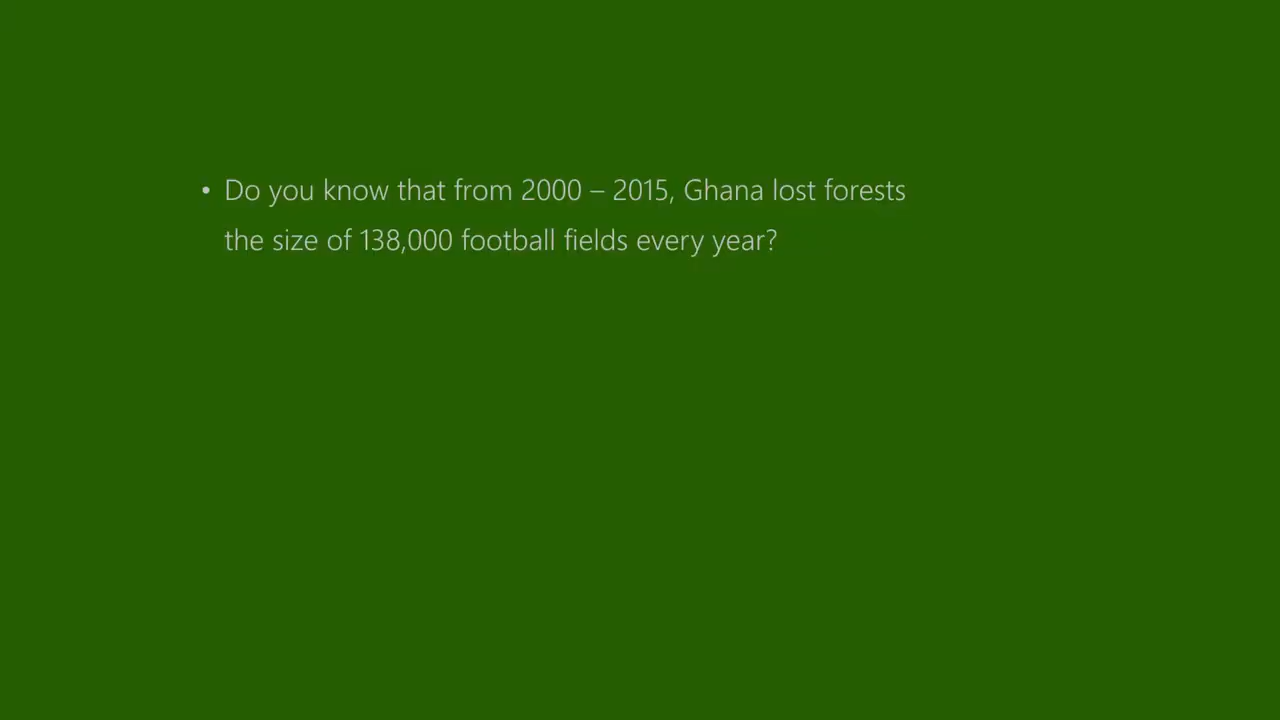 • Do you know that from 2000 – 2015, Ghana lost forests
the size of 138,000 football fields every year?